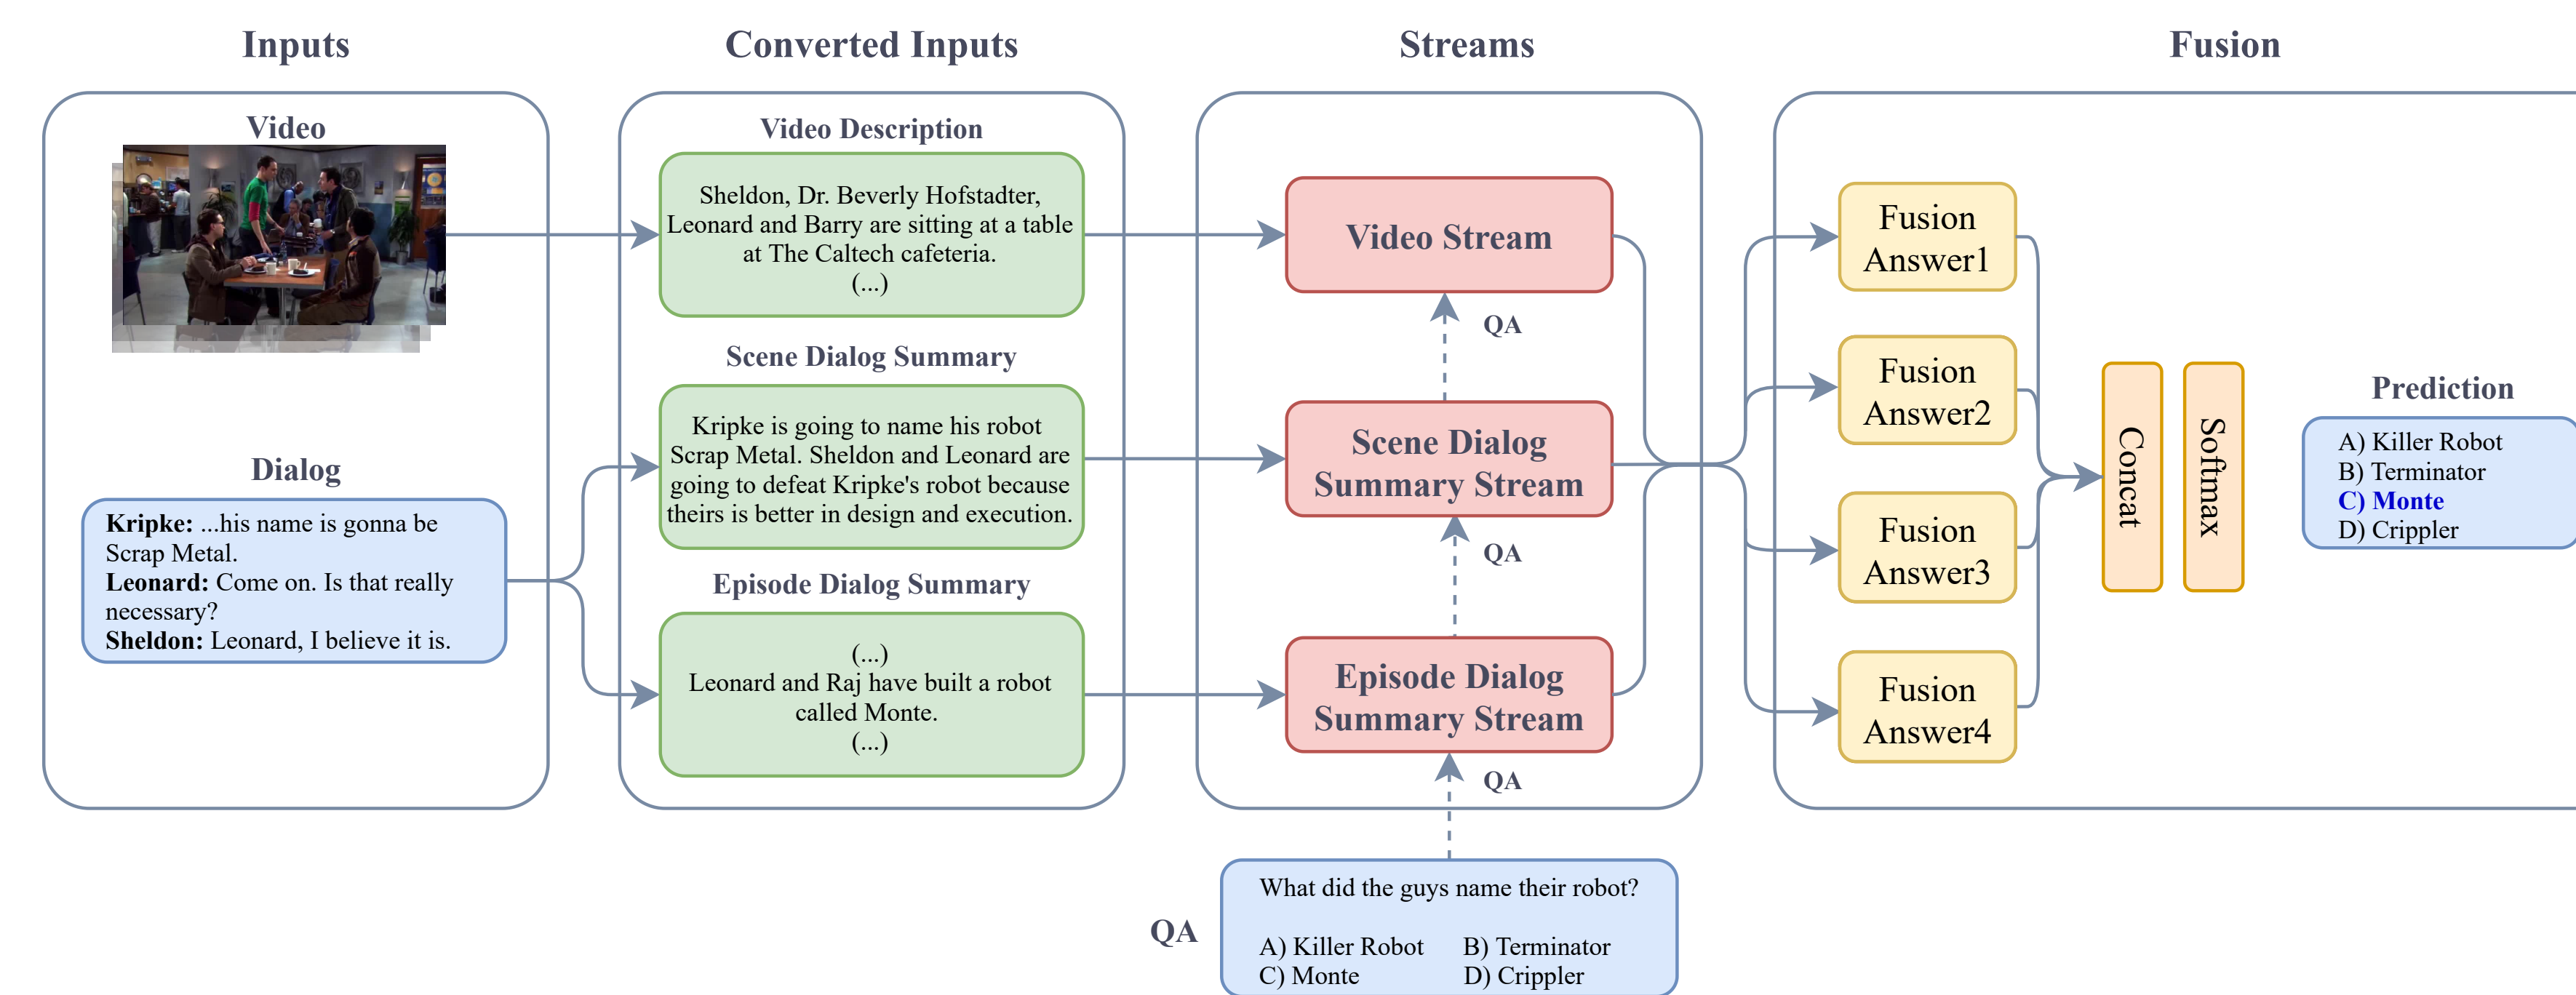 Inputs
Converted Inputs
Streams
Fusion
Video
Dialog
Kripke: ...his name is gonna be
Scrap Metal.
Leonard: Come on. Is that really
necessary?
Sheldon: Leonard, I believe it is.
Video Description
Sheldon, Dr. Beverly Hofstadter,
Leonard and Barry are sitting at a table
at The Caltech cafeteria.
(...)
Scene Dialog Summary
Kripke is going to name his robot
Scrap Metal. Sheldon and Leonard are
going to defeat Kripke's robot because
theirs is better in design and execution.
Episode Dialog Summary
(...)
Leonard and Raj have built a robot
called Monte.
(...)
Video Stream
QA
Scene Dialog
Summary Stream
QA
Episode Dialog
Summary Stream
QA
QA
What did the guys name their robot?
A) Killer Robot B) Terminator
C) Monte D) Crippler
Fusion
Answer1
Fusion
Answer2
Fusion
Answer3
Fusion
Answer4
Concat
Softmax
Prediction
A) Killer Robot
B) Terminator
C) Monte
D) Crippler